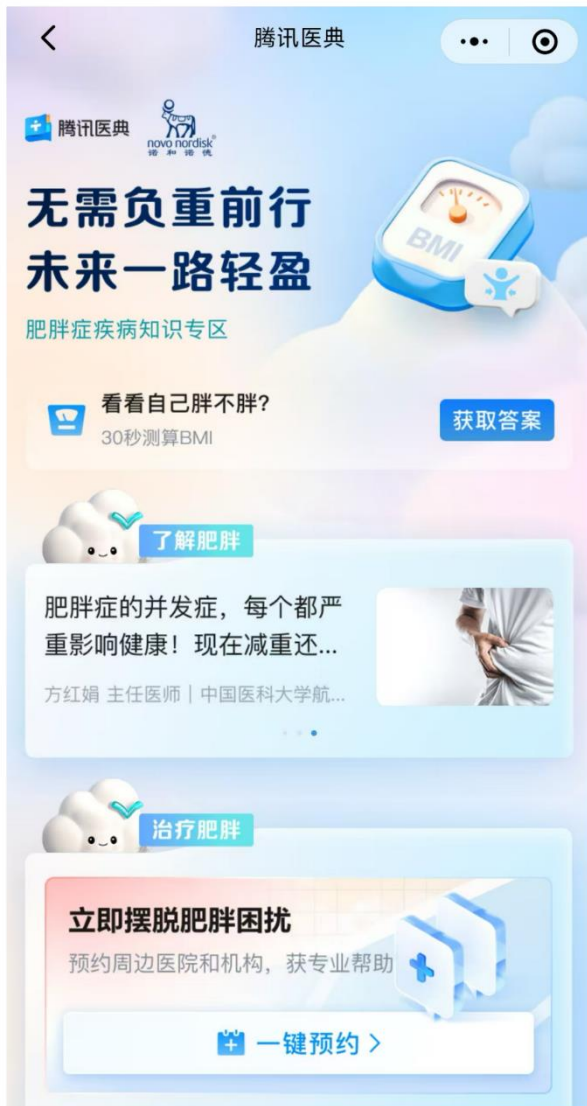 腾讯医典
腾讯医典
novo nordisk®
诺和诺德
无需负重前行
未来一路轻盈
BMI
肥胖症疾病知识专区
看看自己胖不胖?
30秒测算BMI
获取答案
了解肥胖
肥胖症的并发症，每个都严
重影响健康！现在减重还...
方红娟 主任医师｜中国医科大学航...
治疗肥胖
立即摆脱肥胖困扰
预约周边医院和机构，获专业帮助
一键预约 >